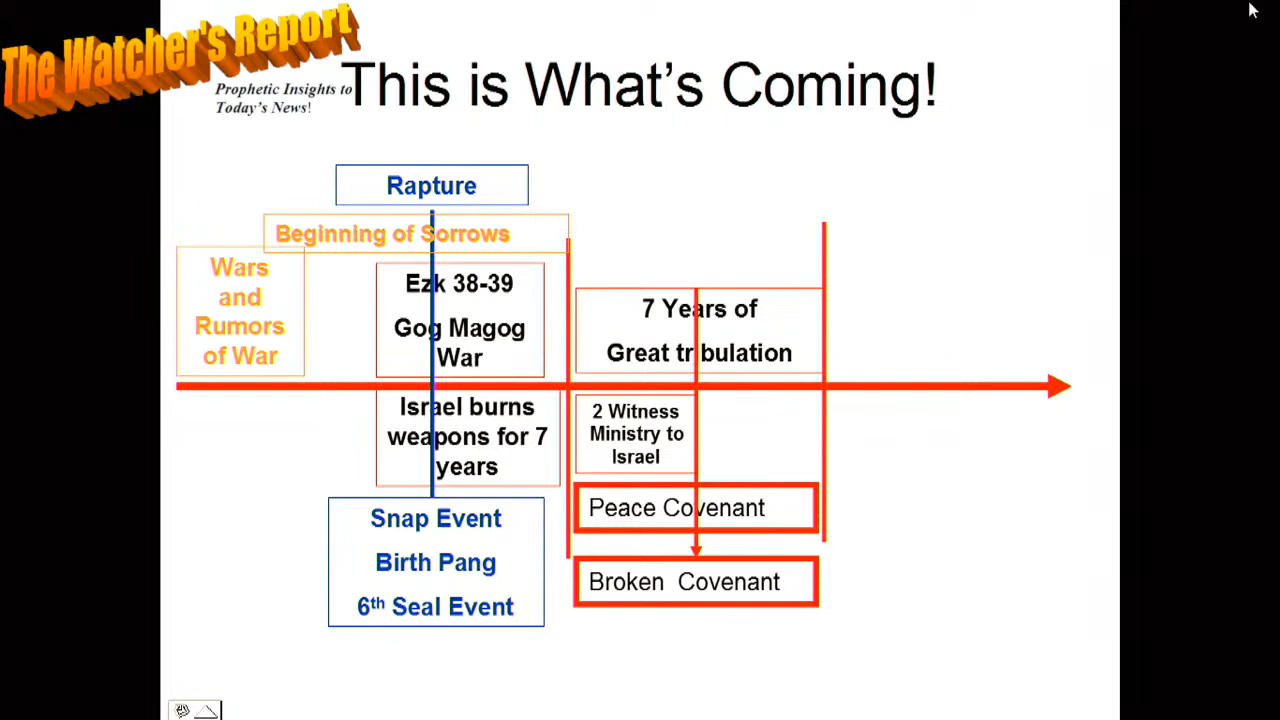 The Watcher's Report
Prophetic Insights to
Today's News!
This is What's Coming!
Rapture
Beginning of Sorrows
Wars
and
Rumors
of War
Ezk 38-39
Gog Magog
War
7 Years of
Great tribulation
Israel burns
weapons for 7
years
2 Witness
Ministry to
Israel
Snap Event
Birth Pang
6th Seal Event
Peace Covenant
Broken Covenant